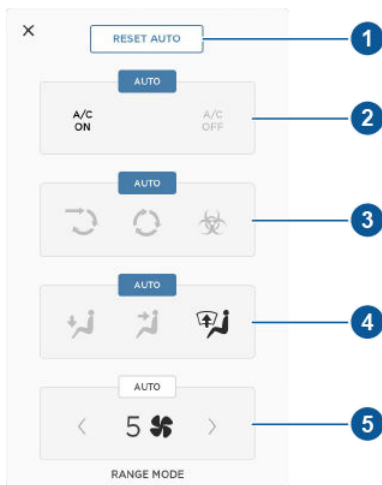 RESET AUTO
1
AUTO
A/C ON
A/C OFF
2
AUTO
3
AUTO
4
AUTO
5
5
RANGE MODE